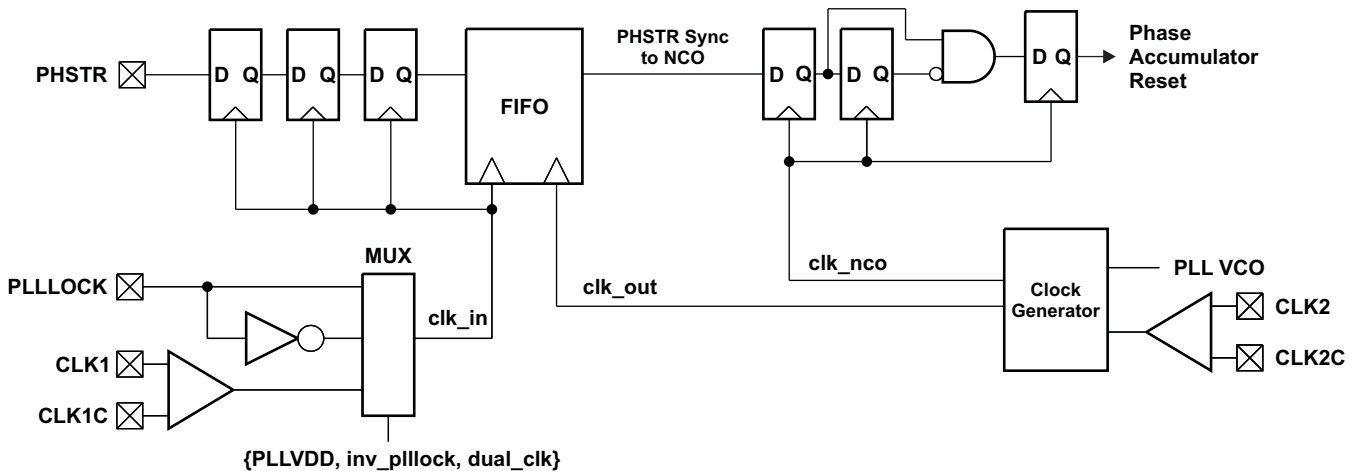 PHSTR
D Q
D Q
D Q
FIFO
PHSTR Sync
to NCO
D Q
D Q
D Q
Phase
Accumulator
Reset
MUX
PLLLOCK
clk_in
CLK1
CLK1C
{PLLVDD, inv_plllock, dual_clk}
clk_out
clk_nco
Clock
Generator
PLL VCO
CLK2
CLK2C